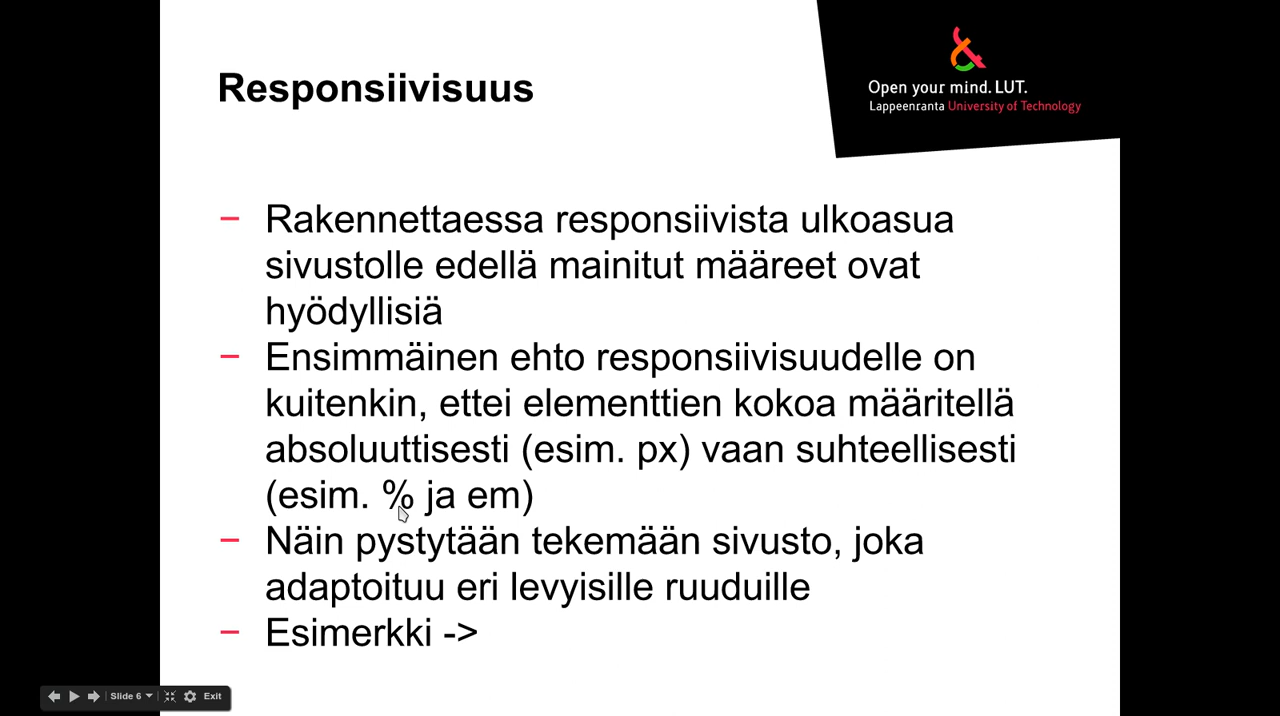 Responsiivisuus
Open your mind. LUT.
Lappeenranta University of Technology
– Rakennettaessa responsiivista ulkoasua
sivustolle edellä mainitut määreet ovat
hyödyllisiä
– Ensimmäinen ehto responsiivisuudelle on
kuitenkin, ettei elementtien kokoa määritellä
absoluuttisesti (esim. px) vaan suhteellisesti
(esim. % ja em)
– Näin pystytään tekemään sivusto, joka
adaptoituu eri levyisille ruuduille
– Esimerkki ->
Slide 6 Exit